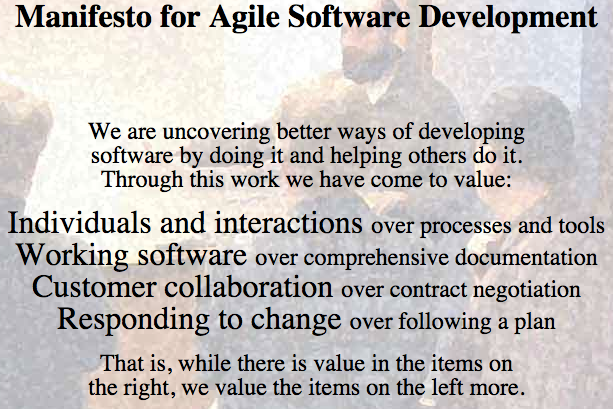 Manifesto for Agile Software Development
We are uncovering better ways of developing
software by doing it and helping others do it.
Through this work we have come to value:
Individuals and interactions over processes and tools
Working software over comprehensive documentation
Customer collaboration over contract negotiation
Responding to change over following a plan
That is, while there is value in the items on
the right, we value the items on the left more.